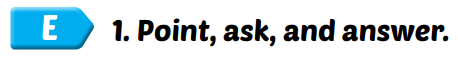 E 1. Point, ask, and answer.